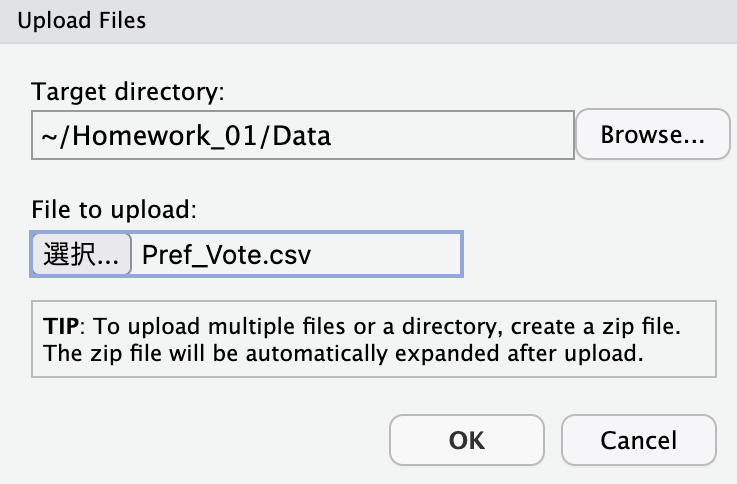 Upload Files
Target directory:
~/Homework_01/Data
Browse...
File to upload:
選択... Pref_Vote.csv
TIP: To upload multiple files or a directory, create a zip file.
The zip file will be automatically expanded after upload.
OK
Cancel